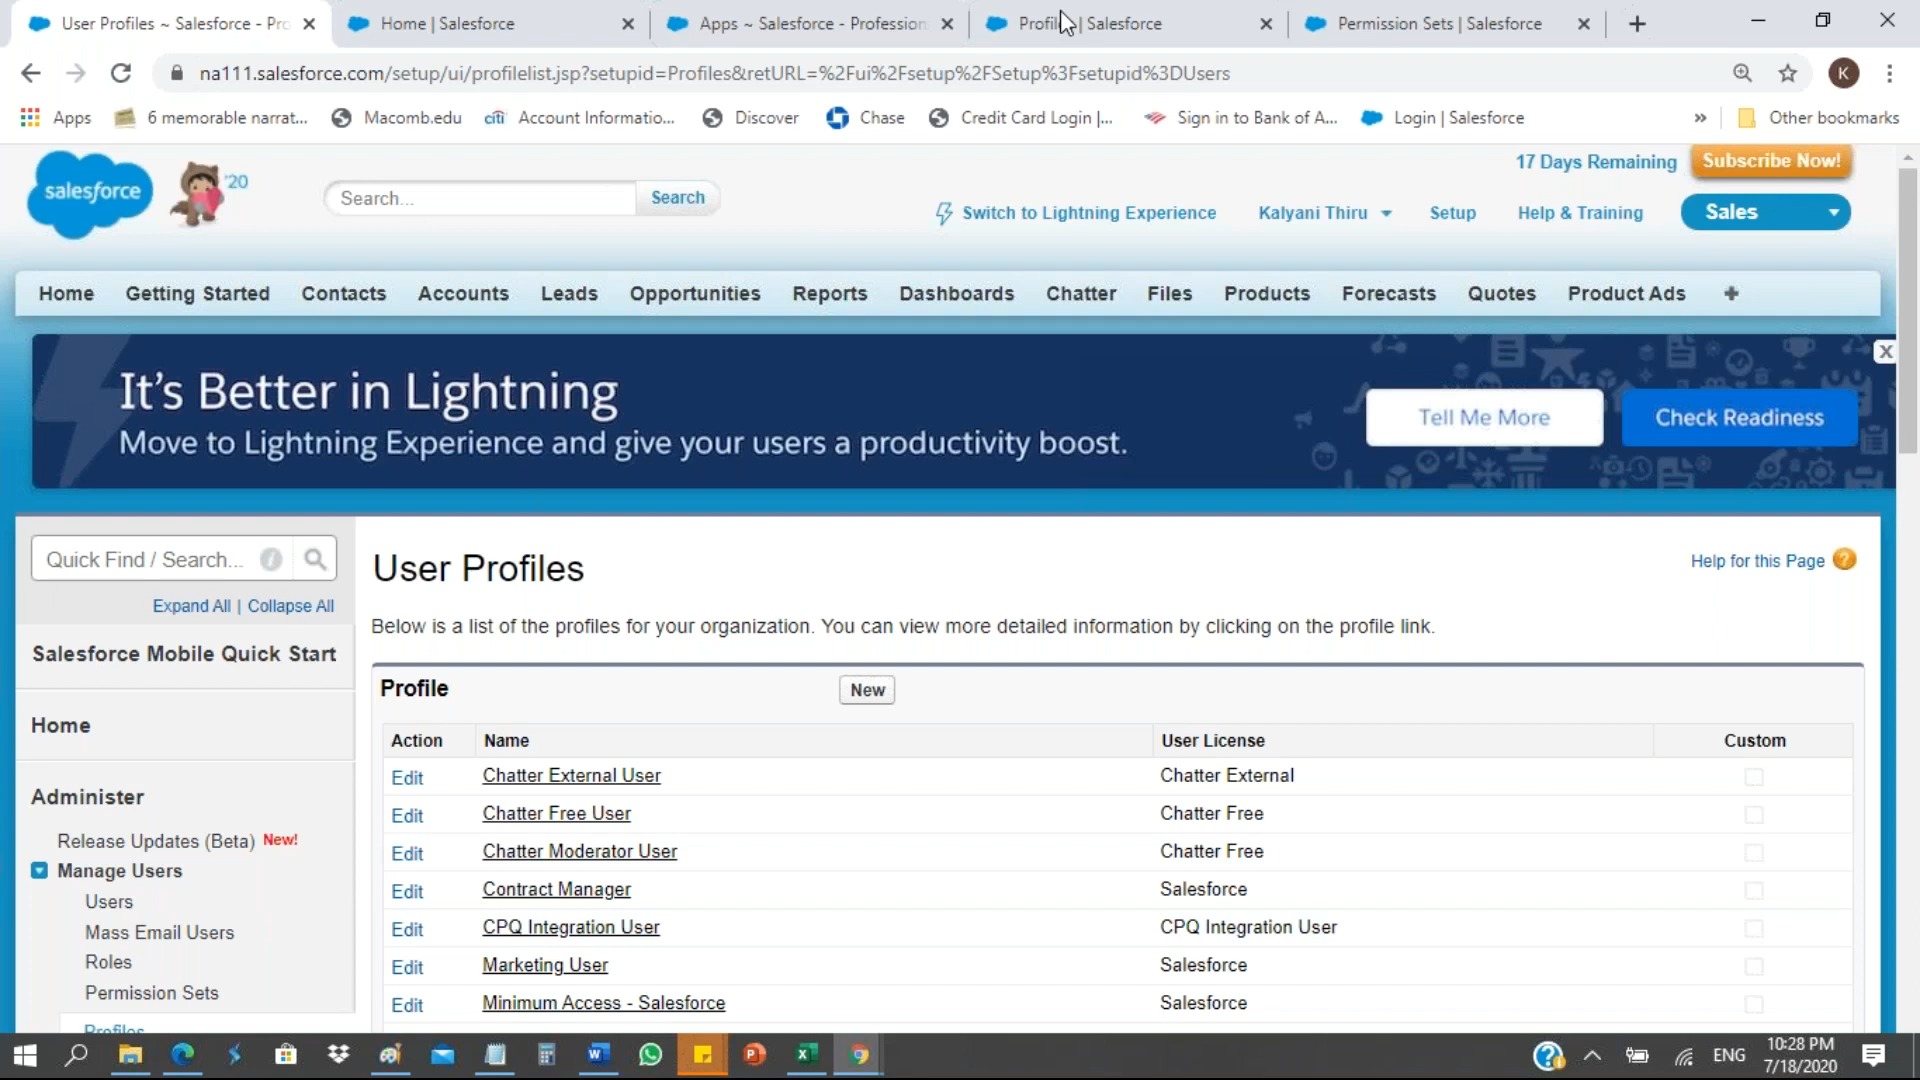 User Profiles ~ Salesforce - Pro
Home | Salesforce
Apps ~ Salesforce - Profession
Profil | Salesforce
Permission Sets | Salesforce
na111.salesforce.com/setup/ui/profilelist.jsp?setupid=Profiles&retURL=%2Fui%2Fsetup%2FSetup%3Fsetupid%3DUsers
K
Apps
6 memorable narrat...
Macomb.edu
citi
Account Informatio...
Discover
Chase
Credit Card Login |...
Sign in to Bank of A...
Login | Salesforce
»
Other bookmarks
salesforce
'20
Search...
Search
17 Days Remaining
Subscribe Now!
Switch to Lightning Experience
Kalyani Thiru
Setup
Help & Training
Sales
Home
Getting Started
Contacts
Accounts
Leads
Opportunities
Reports
Dashboards
Chatter
Files
Products
Forecasts
Quotes
Product Ads
+
It's Better in Lightning
Move to Lightning Experience and give your users a productivity boost.
Tell Me More
Check Readiness
X
Quick Find / Search...
i
Expand All | Collapse All
Salesforce Mobile Quick Start
Home
Administer
Release Updates (Beta) New!
Manage Users
Users
Mass Email Users
Roles
Permission Sets
Profiles
User Profiles
Help for this Page ?
Below is a list of the profiles for your organization. You can view more detailed information by clicking on the profile link.
Profile
New
Action Name User License Custom
Edit Chatter External User Chatter External
Edit Chatter Free User Chatter Free
Edit Chatter Moderator User Chatter Free
Edit Contract Manager Salesforce
Edit CPQ Integration User CPQ Integration User
Edit Marketing User Salesforce
Edit Minimum Access - Salesforce Salesforce
ENG
10:28 PM
7/18/2020